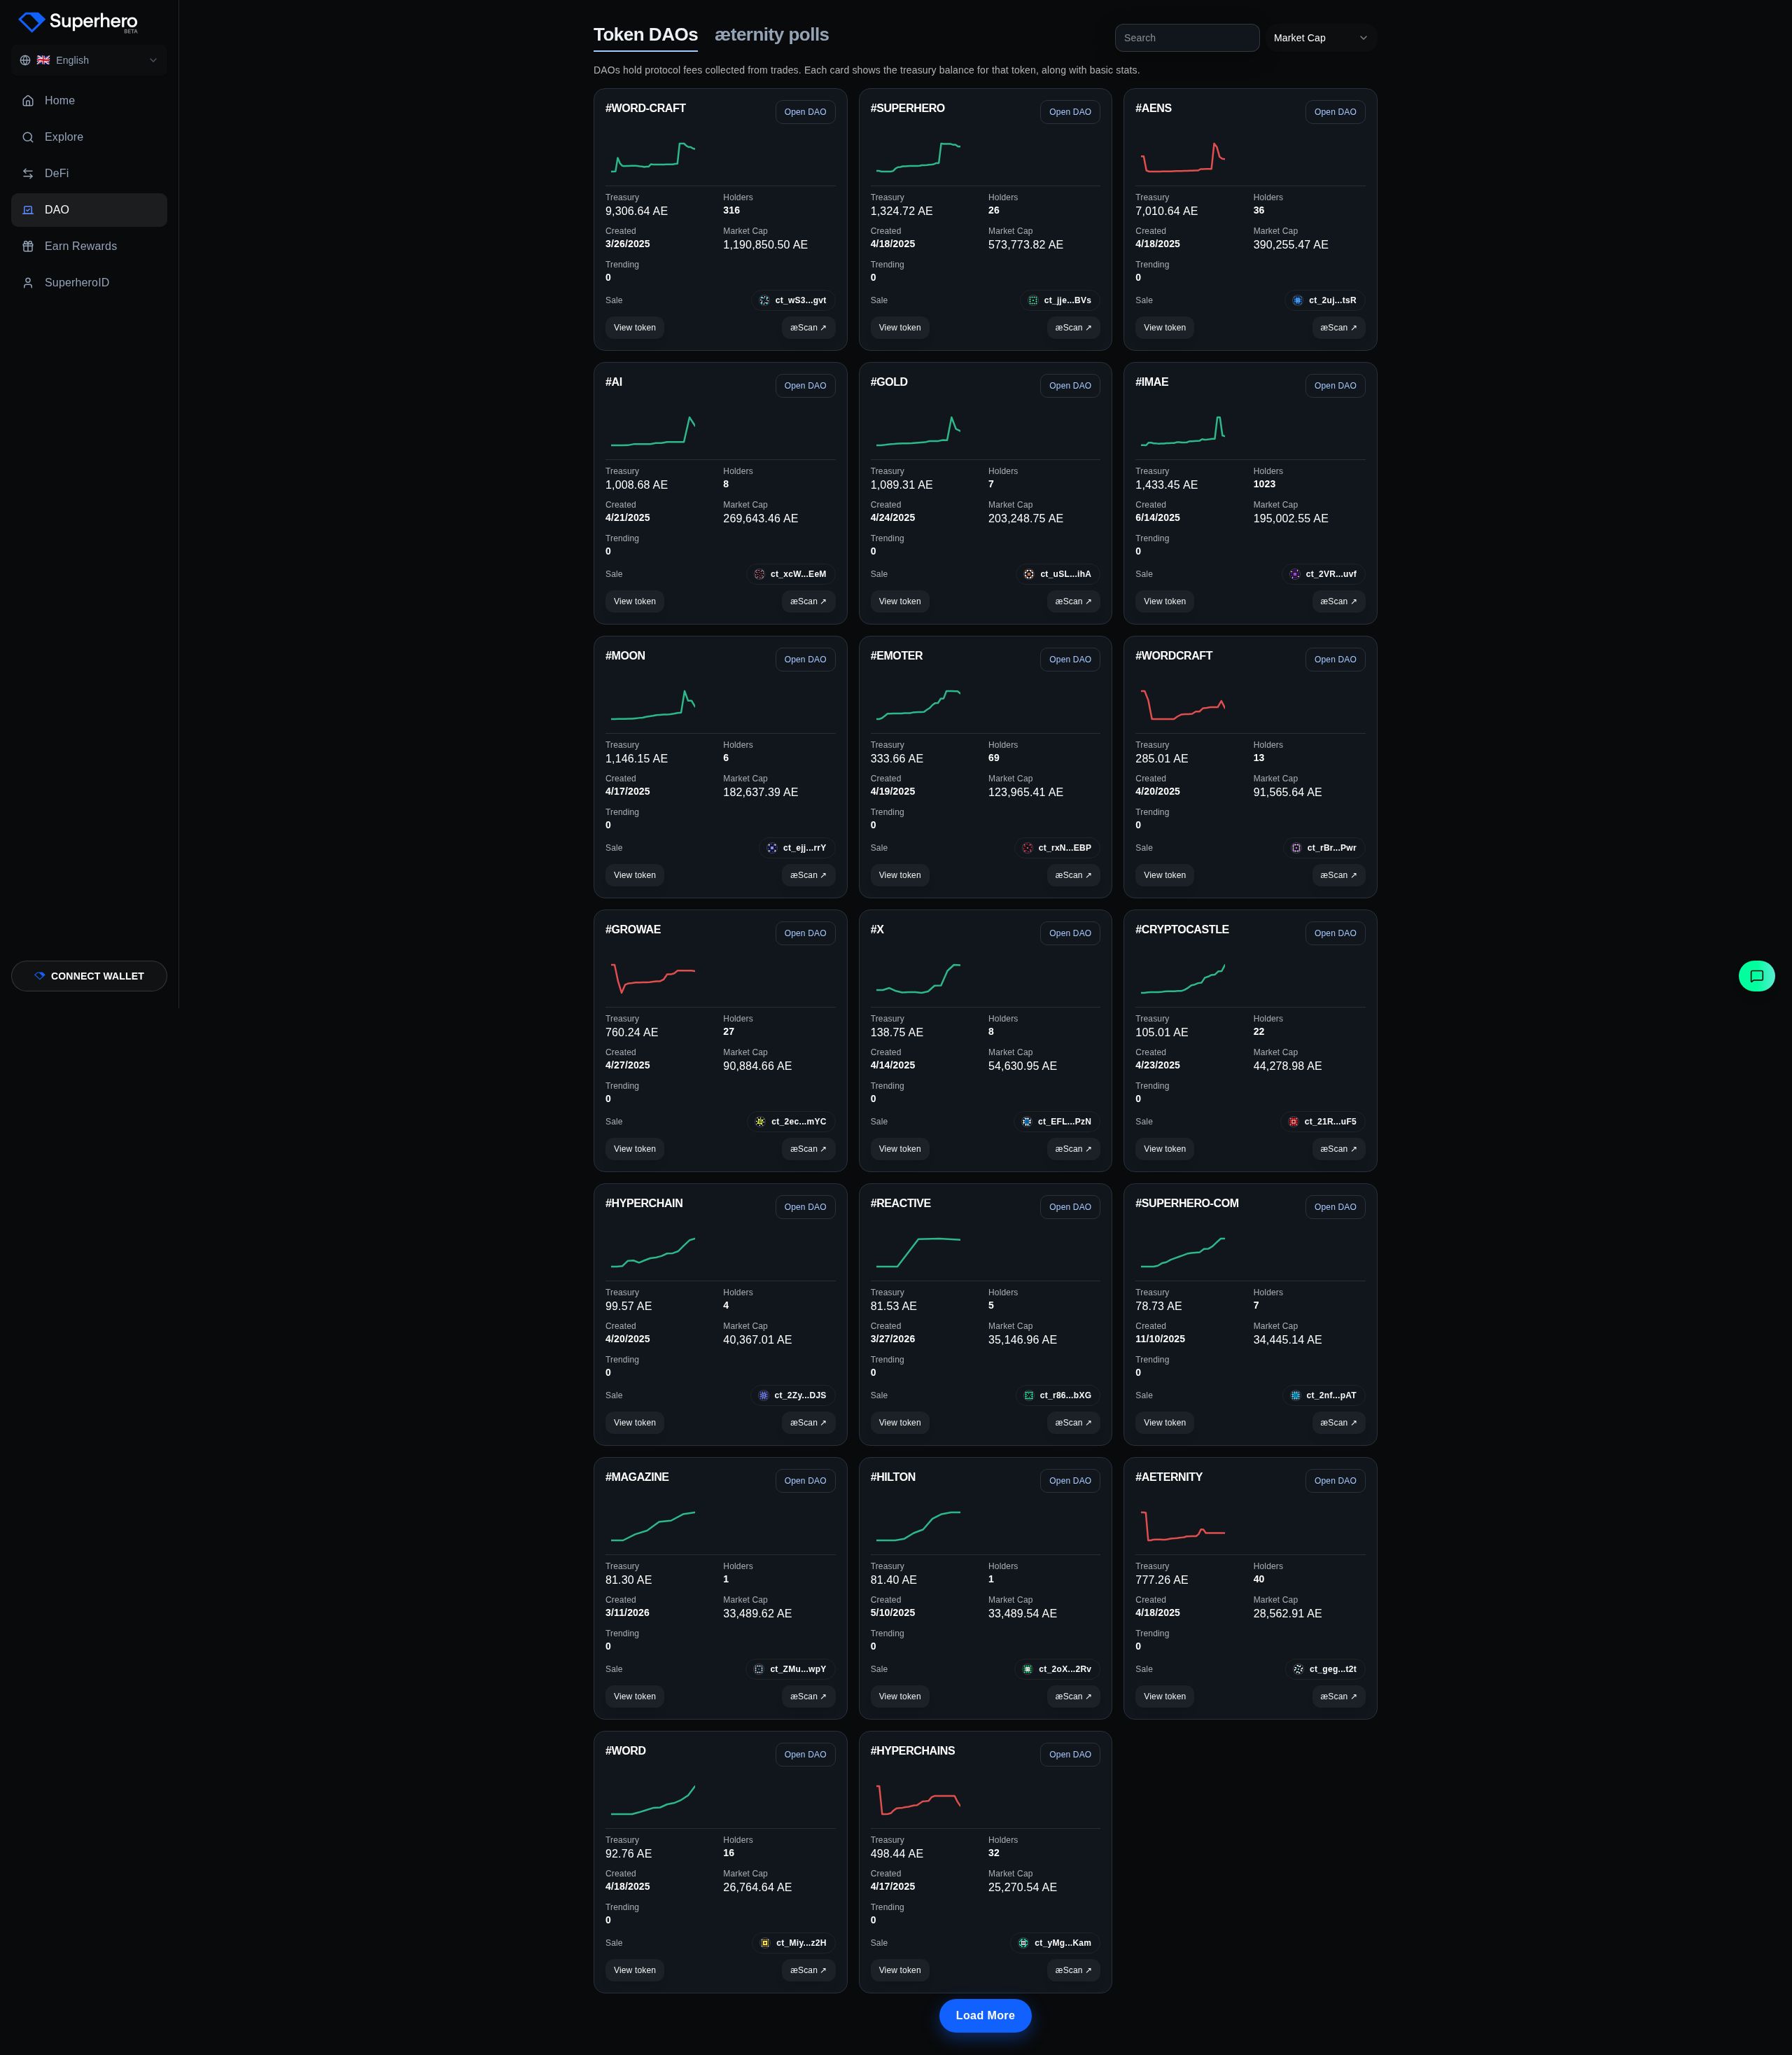 Superhero
BETA
English
Home
Explore
DeFi
DAO
Earn Rewards
SuperheroID
CONNECT WALLET
Token DAOs æternity polls
Search
Market Cap
DAOs hold protocol fees collected from trades. Each card shows the treasury balance for that token, along with basic stats.
#WORD-CRAFT
Open DAO
Treasury Holders
9,306.64 AE 316
Created Market Cap
3/26/2025 1,190,850.50 AE
Trending
0
Sale ct_wS3...gvt
View token æScan ↗
#SUPERHERO
Open DAO
Treasury Holders
1,324.72 AE 26
Created Market Cap
4/18/2025 573,773.82 AE
Trending
0
Sale ct_jje...BVs
View token æScan ↗
#AENS
Open DAO
Treasury Holders
7,010.64 AE 36
Created Market Cap
4/18/2025 390,255.47 AE
Trending
0
Sale ct_2uj...tsR
View token æScan ↗
#AI
Open DAO
Treasury Holders
1,008.68 AE 8
Created Market Cap
4/21/2025 269,643.46 AE
Trending
0
Sale ct_xcW...EeM
View token æScan ↗
#GOLD
Open DAO
Treasury Holders
1,089.31 AE 7
Created Market Cap
4/24/2025 203,248.75 AE
Trending
0
Sale ct_uSL...ihA
View token æScan ↗
#IMAE
Open DAO
Treasury Holders
1,433.45 AE 1023
Created Market Cap
6/14/2025 195,002.55 AE
Trending
0
Sale ct_2VR...uvf
View token æScan ↗
#MOON
Open DAO
Treasury Holders
1,146.15 AE 6
Created Market Cap
4/17/2025 182,637.39 AE
Trending
0
Sale ct_ejj...rrY
View token æScan ↗
#EMOTER
Open DAO
Treasury Holders
333.66 AE 69
Created Market Cap
4/19/2025 123,965.41 AE
Trending
0
Sale ct_rxN...EBP
View token æScan ↗
#WORDCRAFT
Open DAO
Treasury Holders
285.01 AE 13
Created Market Cap
4/20/2025 91,565.64 AE
Trending
0
Sale ct_rBr...Pwr
View token æScan ↗
#GROWAE
Open DAO
Treasury Holders
760.24 AE 27
Created Market Cap
4/27/2025 90,884.66 AE
Trending
0
Sale ct_2ec...mYC
View token æScan ↗
#X
Open DAO
Treasury Holders
138.75 AE 8
Created Market Cap
4/14/2025 54,630.95 AE
Trending
0
Sale ct_EFL...PzN
View token æScan ↗
#CRYPTOCASTLE
Open DAO
Treasury Holders
105.01 AE 22
Created Market Cap
4/23/2025 44,278.98 AE
Trending
0
Sale ct_21R...uF5
View token æScan ↗
#HYPERCHAIN
Open DAO
Treasury Holders
99.57 AE 4
Created Market Cap
4/20/2025 40,367.01 AE
Trending
0
Sale ct_2Zy...DJS
View token æScan ↗
#REACTIVE
Open DAO
Treasury Holders
81.53 AE 5
Created Market Cap
3/27/2026 35,146.96 AE
Trending
0
Sale ct_r86...bXG
View token æScan ↗
#SUPERHERO-COM
Open DAO
Treasury Holders
78.73 AE 7
Created Market Cap
11/10/2025 34,445.14 AE
Trending
0
Sale ct_2nf...pAT
View token æScan ↗
#MAGAZINE
Open DAO
Treasury Holders
81.30 AE 1
Created Market Cap
3/11/2026 33,489.62 AE
Trending
0
Sale ct_ZMu...wpY
View token æScan ↗
#HILTON
Open DAO
Treasury Holders
81.40 AE 1
Created Market Cap
5/10/2025 33,489.54 AE
Trending
0
Sale ct_2oX...2Rv
View token æScan ↗
#AETERNITY
Open DAO
Treasury Holders
777.26 AE 40
Created Market Cap
4/18/2025 28,562.91 AE
Trending
0
Sale ct_geg...t2t
View token æScan ↗
#WORD
Open DAO
Treasury Holders
92.76 AE 16
Created Market Cap
4/18/2025 26,764.64 AE
Trending
0
Sale ct_Miy...z2H
View token æScan ↗
#HYPERCHAINS
Open DAO
Treasury Holders
498.44 AE 32
Created Market Cap
4/17/2025 25,270.54 AE
Trending
0
Sale ct_yMg...Kam
View token æScan ↗
Load More